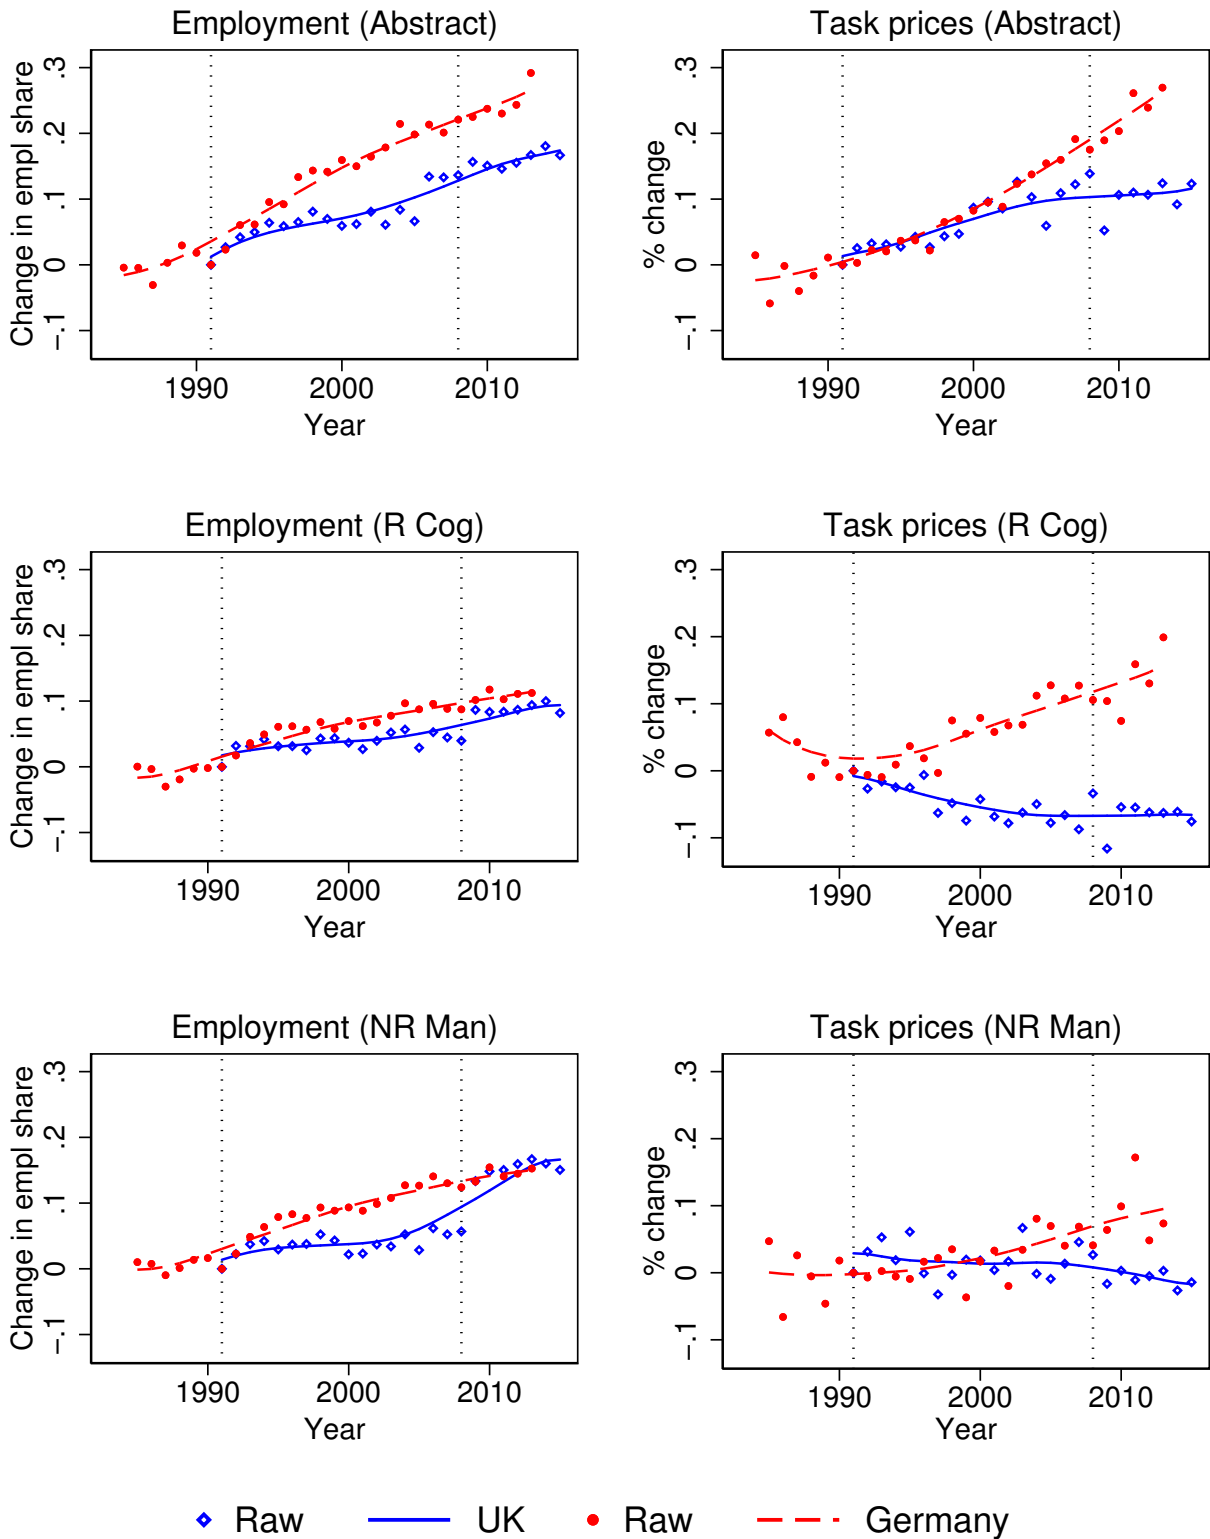 Employment (Abstract)
Change in empl share
.3
.2
.1
0
−.1
1990 2000 2010
Year
Task prices (Abstract)
% change
.3
.2
.1
0
−.1
1990 2000 2010
Year
Employment (R Cog)
Change in empl share
.3
.2
.1
0
−.1
1990 2000 2010
Year
Task prices (R Cog)
% change
.3
.2
.1
0
−.1
1990 2000 2010
Year
Employment (NR Man)
Change in empl share
.3
.2
.1
0
−.1
1990 2000 2010
Year
Task prices (NR Man)
% change
.3
.2
.1
0
−.1
1990 2000 2010
Year
Raw UK Raw Germany